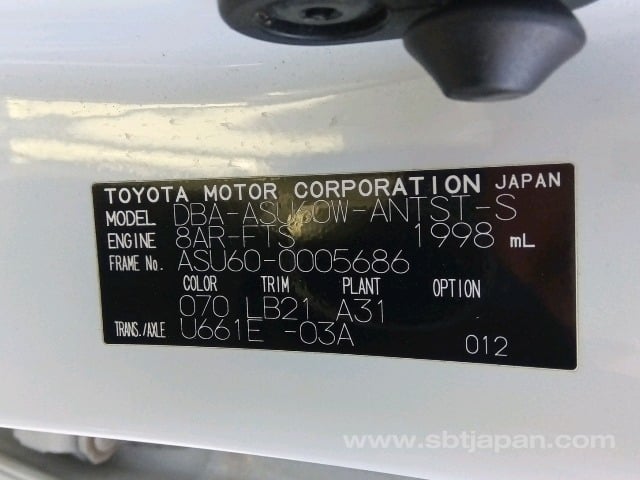 TOYOTA MOTOR CORPORATION JAPAN
MODEL DBA-ASU60W-ANTST-S
ENGINE 8AR-FTS 1998 mL
FRAME No. ASU60-0005686
COLOR TRIM PLANT OPTION
070 LB21 A31
TRANS./AXLE U661E -03A 012
www.sbtjapan.com